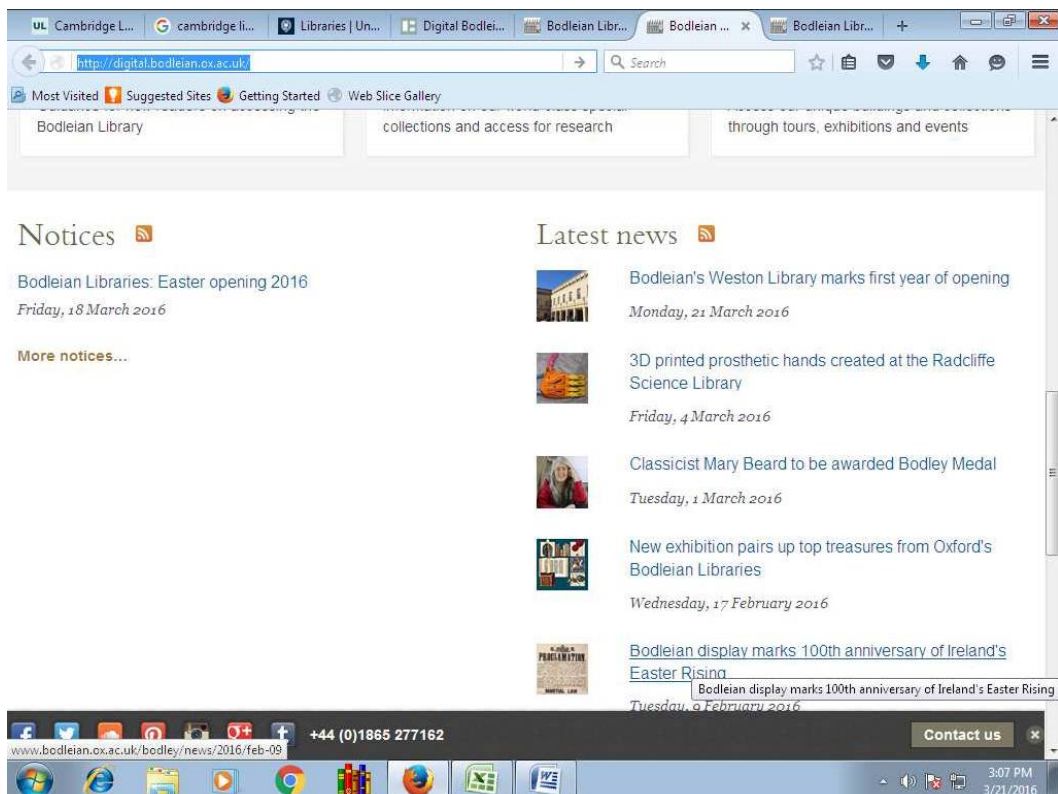 UL Cambridge L...
cambridge li...
Libraries | Un...
Digital Bodlei...
Bodleian Libr...
Bodleian ...
Bodleian Libr...
http://digital.bodleian.ox.ac.uk/
Search
Most Visited
Suggested Sites
Getting Started
Web Slice Gallery
Bodleian Library
collections and access for research
through tours, exhibitions and events
Notices
Bodleian Libraries: Easter opening 2016
Friday, 18 March 2016
More notices...
Latest news
Bodleian's Weston Library marks first year of opening
Monday, 21 March 2016
3D printed prosthetic hands created at the Radcliffe
Science Library
Friday, 4 March 2016
Classicist Mary Beard to be awarded Bodley Medal
Tuesday, 1 March 2016
New exhibition pairs up top treasures from Oxford's
Bodleian Libraries
Wednesday, 17 February 2016
PROCLAMATION
MARTIAL LAW
Bodleian display marks 100th anniversary of Ireland's
Easter Rising
Bodleian display marks 100th anniversary of Ireland's Easter Rising
Tuesday, 9 February 2016
+44 (0)1865 277162
Contact us
www.bodleian.ox.ac.uk/bodley/news/2016/feb-09
3:07 PM
3/21/2016